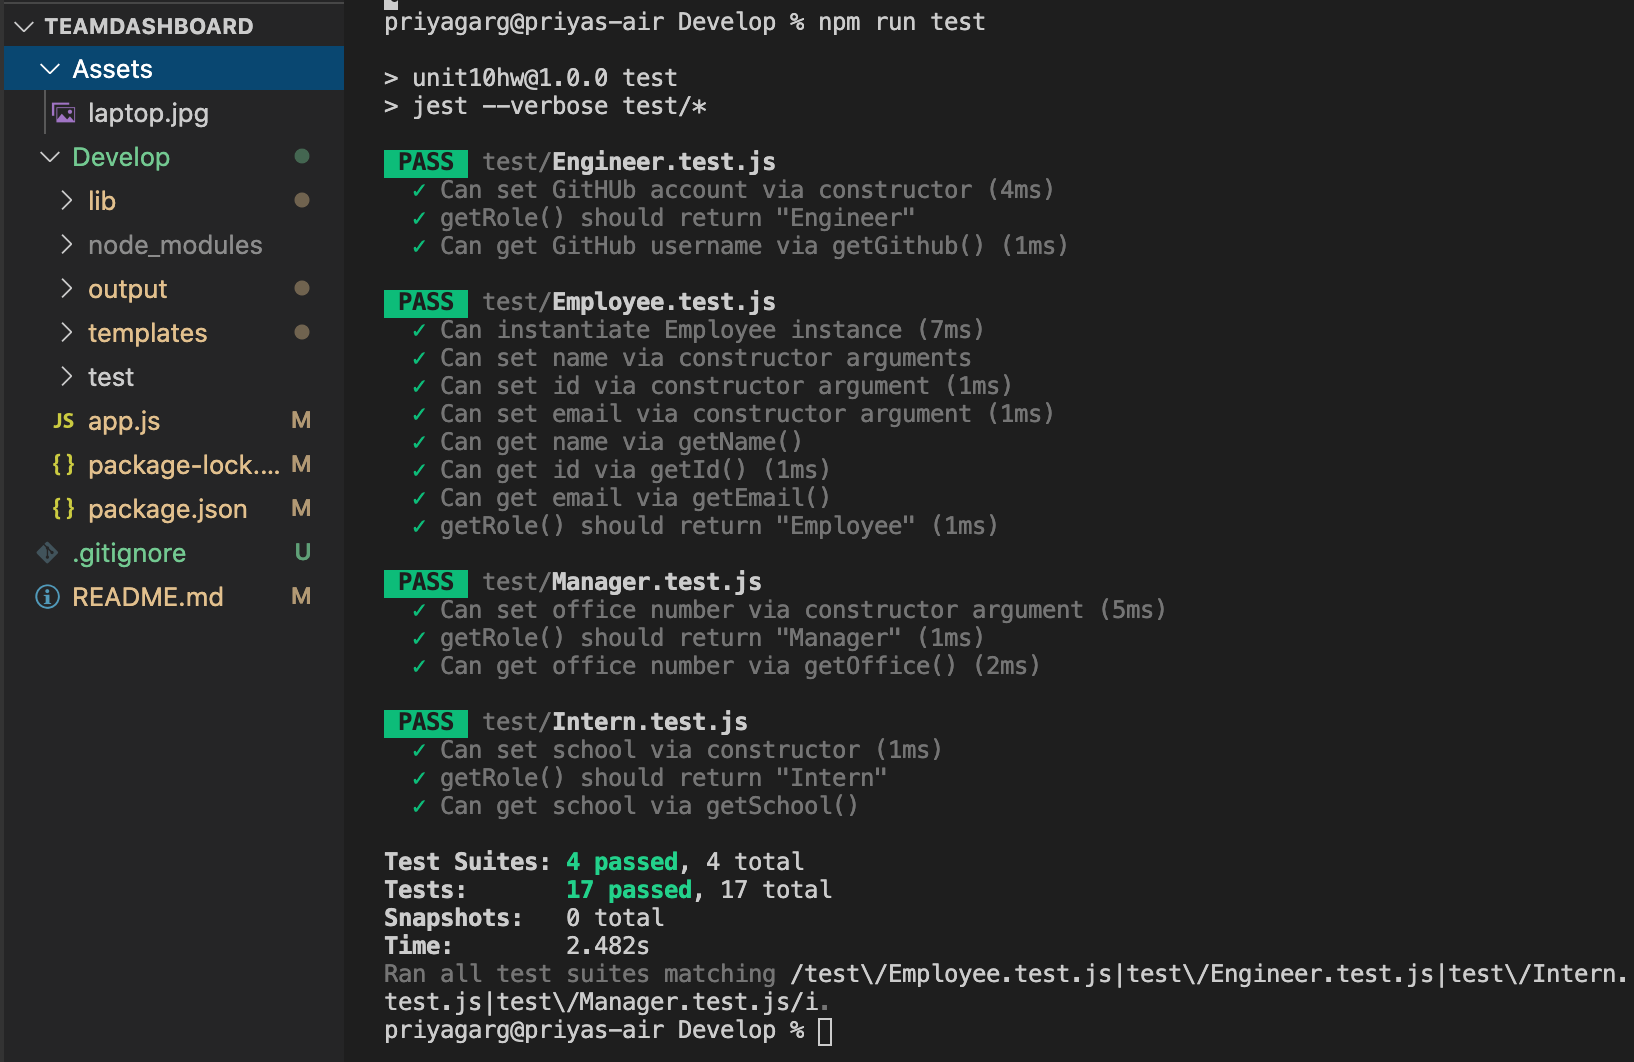 TEAMDASHBOARD
Assets
laptop.jpg
Develop
lib
node_modules
output
templates
test
JS app.js M
{} package-lock.... M
{} package.json M
.gitignore U
README.md M
priyagarg@priyas-air Develop % npm run test
> unit10hw@1.0.0 test
> jest --verbose test/*
PASS test/Engineer.test.js
✓ Can set GitHUb account via constructor (4ms)
✓ getRole() should return "Engineer"
✓ Can get GitHub username via getGithub() (1ms)
PASS test/Employee.test.js
✓ Can instantiate Employee instance (7ms)
✓ Can set name via constructor arguments
✓ Can set id via constructor argument (1ms)
✓ Can set email via constructor argument (1ms)
✓ Can get name via getName()
✓ Can get id via getId() (1ms)
✓ Can get email via getEmail()
✓ getRole() should return "Employee" (1ms)
PASS test/Manager.test.js
✓ Can set office number via constructor argument (5ms)
✓ getRole() should return "Manager" (1ms)
✓ Can get office number via getOffice() (2ms)
PASS test/Intern.test.js
✓ Can set school via constructor (1ms)
✓ getRole() should return "Intern"
✓ Can get school via getSchool()
Test Suites: 4 passed, 4 total
Tests: 17 passed, 17 total
Snapshots: 0 total
Time: 2.482s
Ran all test suites matching /test\/Employee.test.js|test\/Engineer.test.js|test\/Intern.
test.js|test\/Manager.test.js/i.
priyagarg@priyas-air Develop %